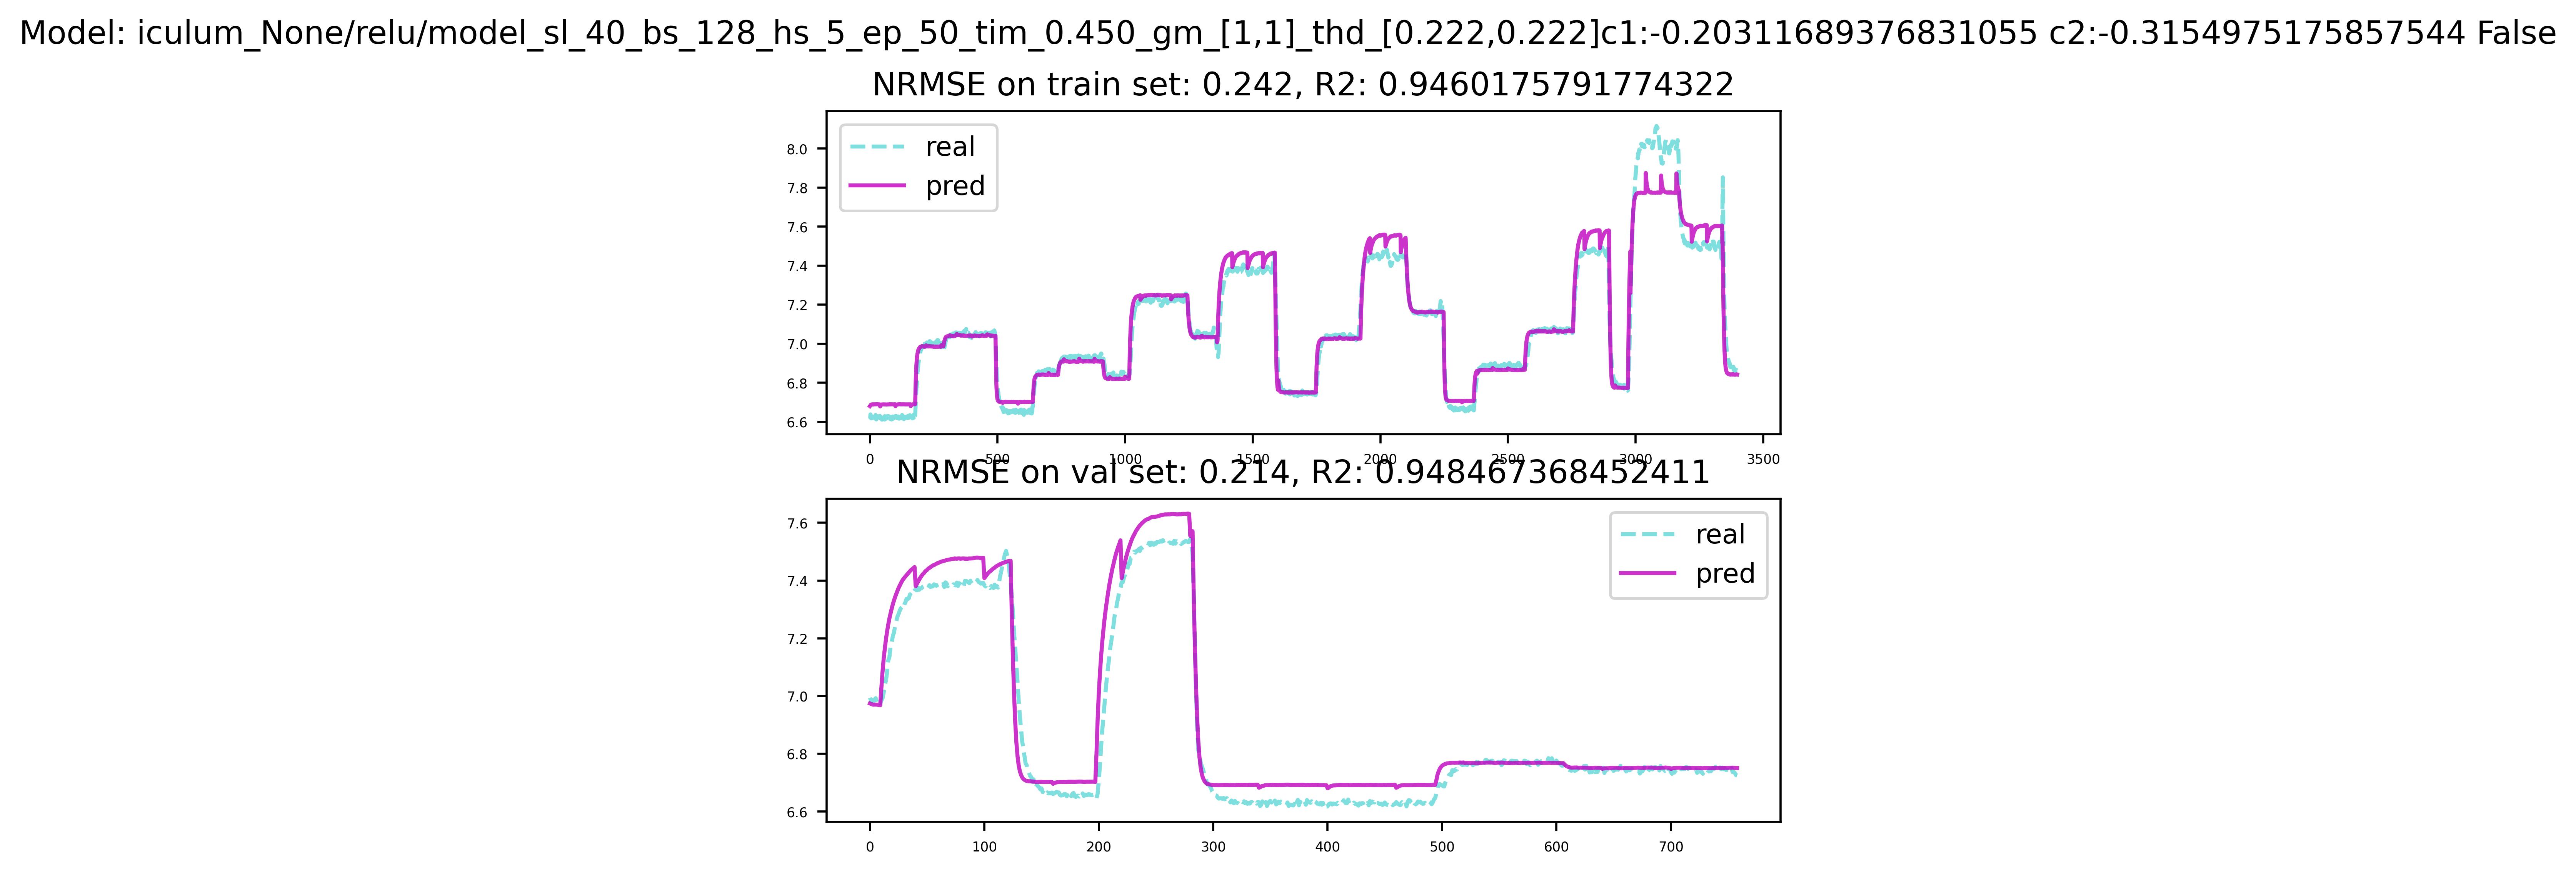 Model: iculum_None/relu/model_sl_40_bs_128_hs_5_ep_50_tim_0.450_gm_[1,1]_thd_[0.222,0.222]c1:-0.20311689376831055 c2:-0.3154975175857544 False
NRMSE on train set: 0.242, R2: 0.9460175791774322
real
pred
8.0
7.8
7.6
7.4
7.2
7.0
6.8
6.6
0 500 1000 1500 2000 2500 3000 3500
NRMSE on val set: 0.214, R2: 0.948467368452411
real
pred
7.6
7.4
7.2
7.0
6.8
6.6
0 100 200 300 400 500 600 700